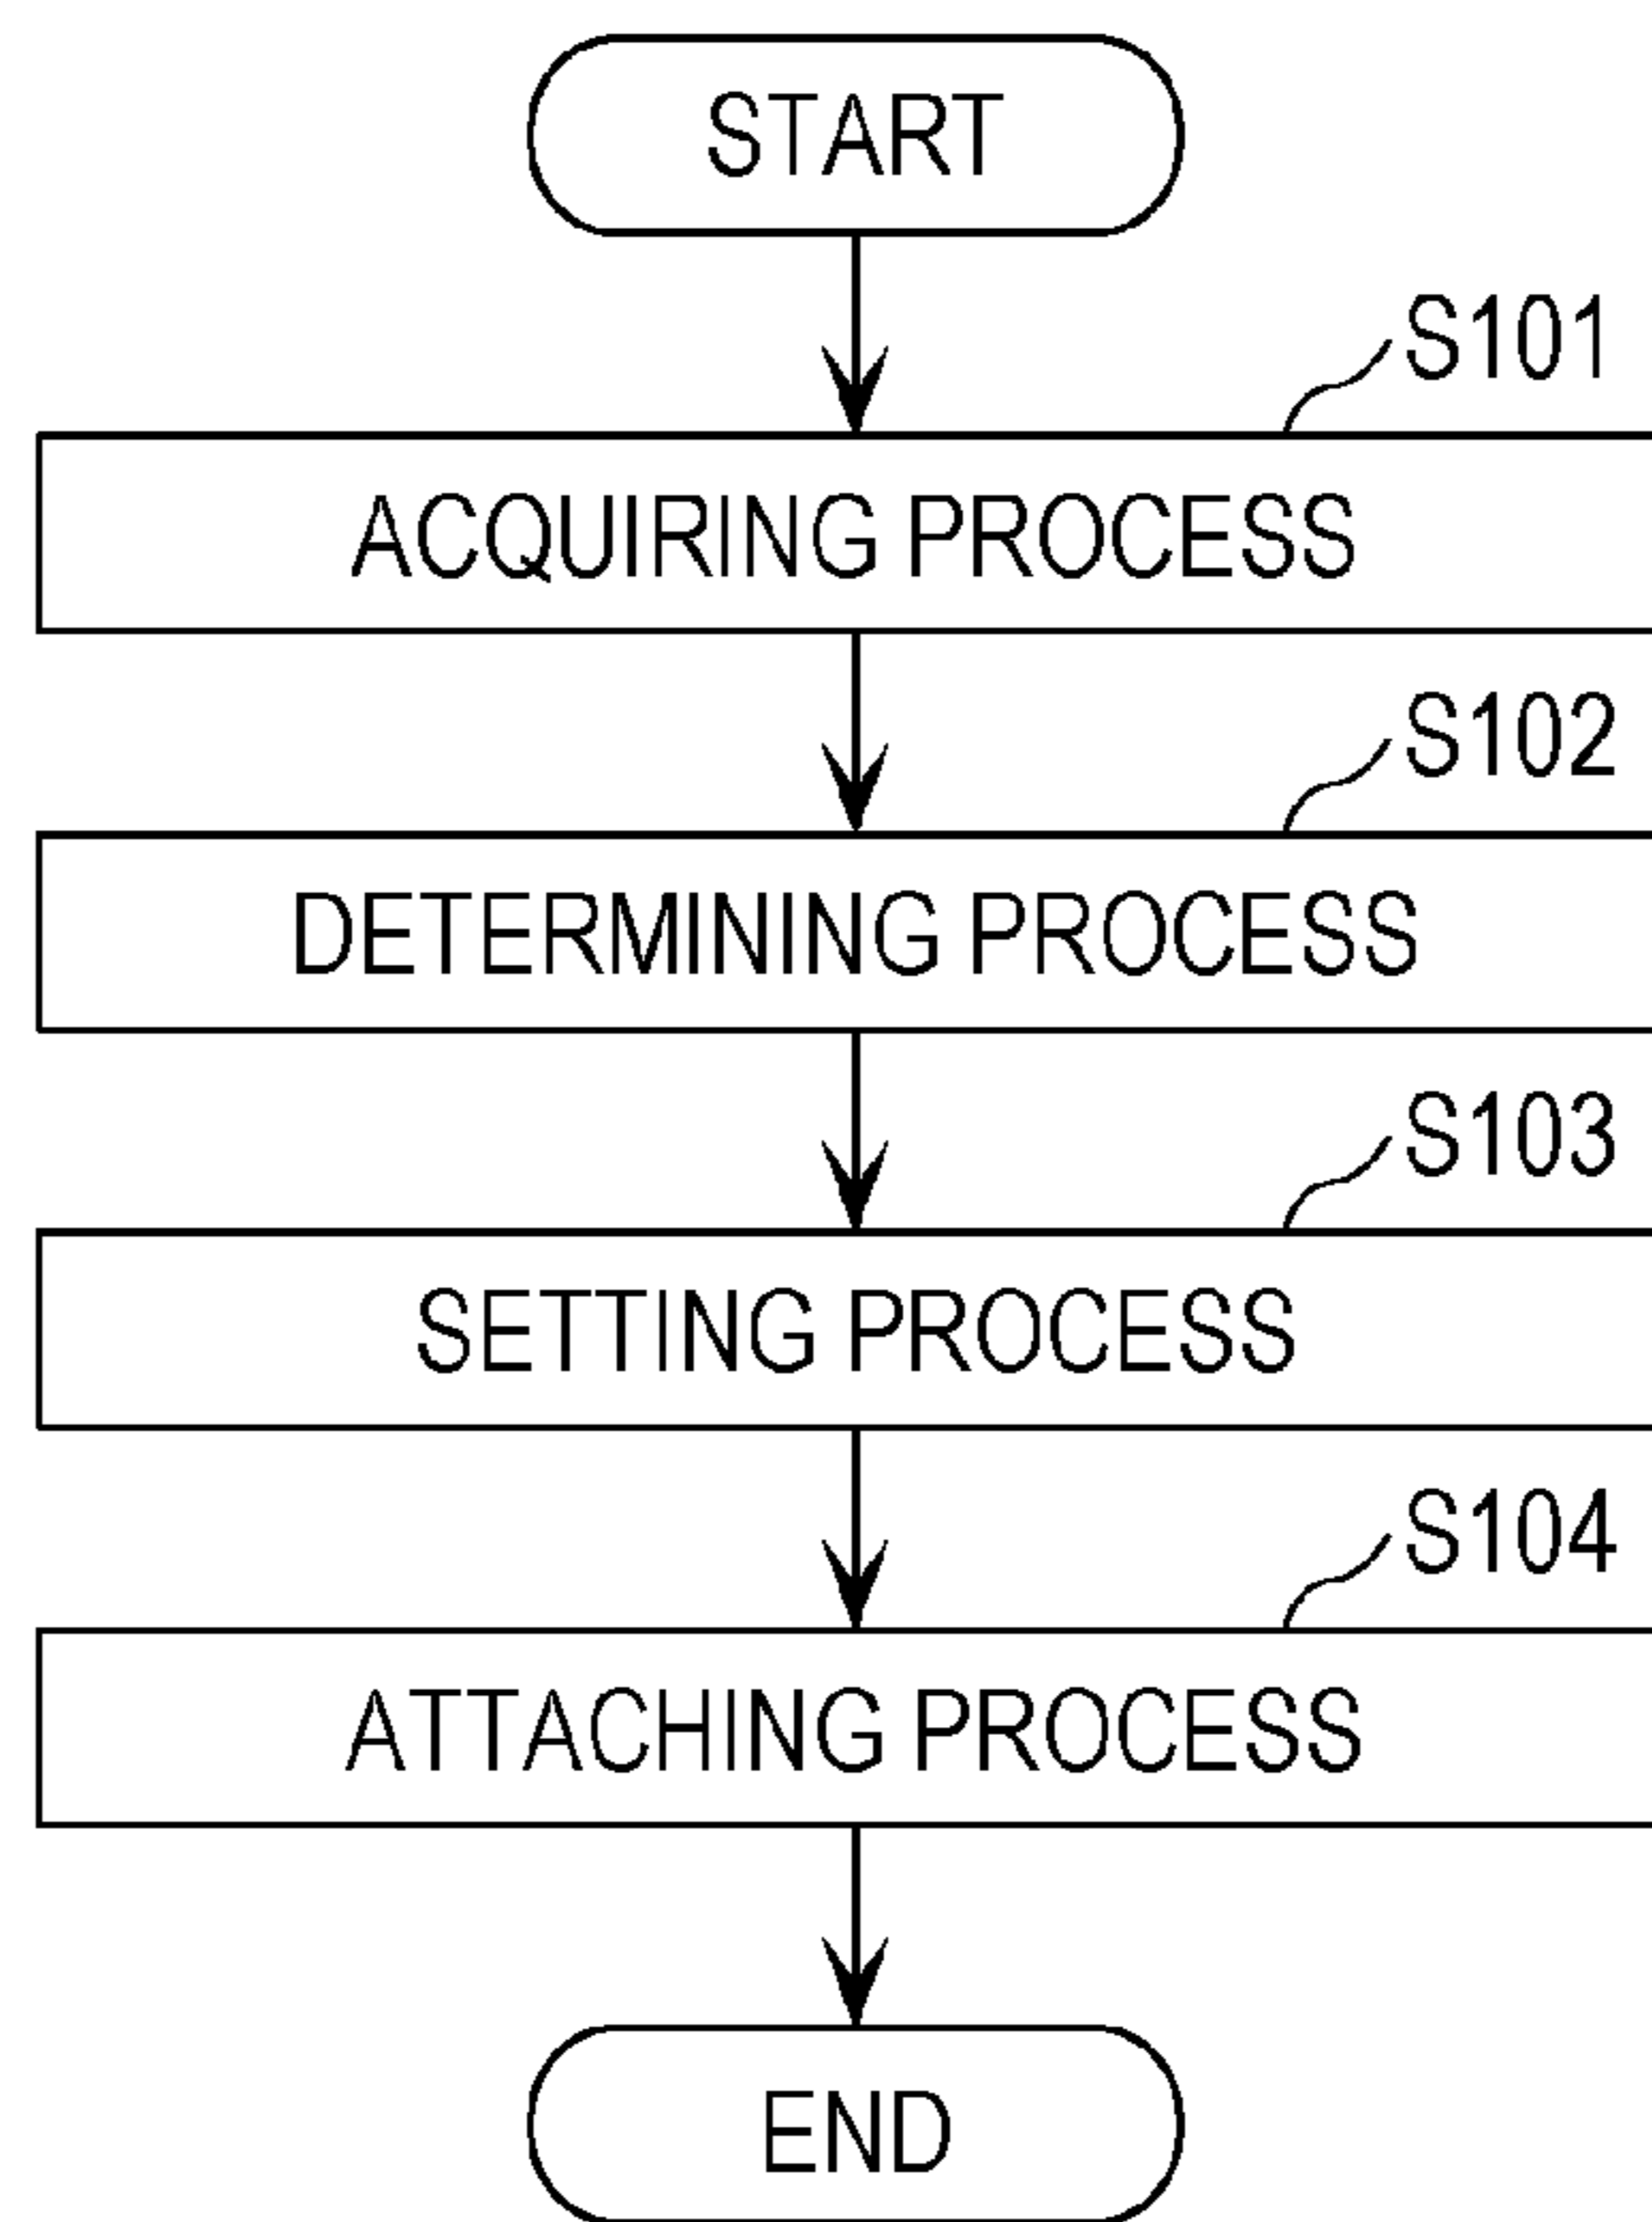 START
S101
ACQUIRING PROCESS
S102
DETERMINING PROCESS
S103
SETTING PROCESS
S104
ATTACHING PROCESS
END